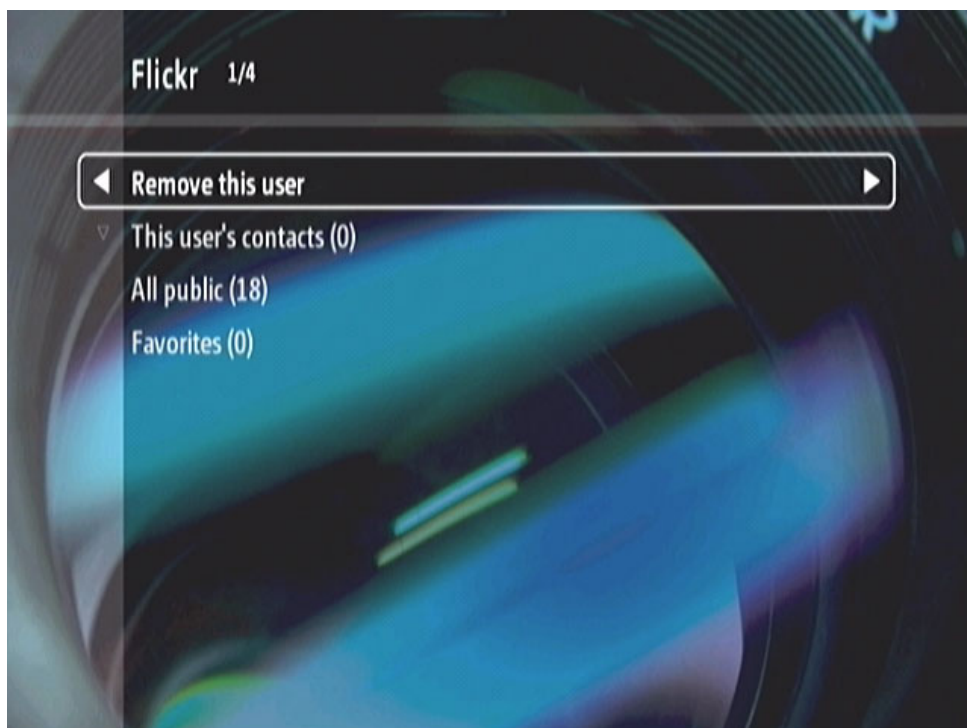 Flickr 1/4
Remove this user
This user's contacts (0)
All public (18)
Favorites (0)